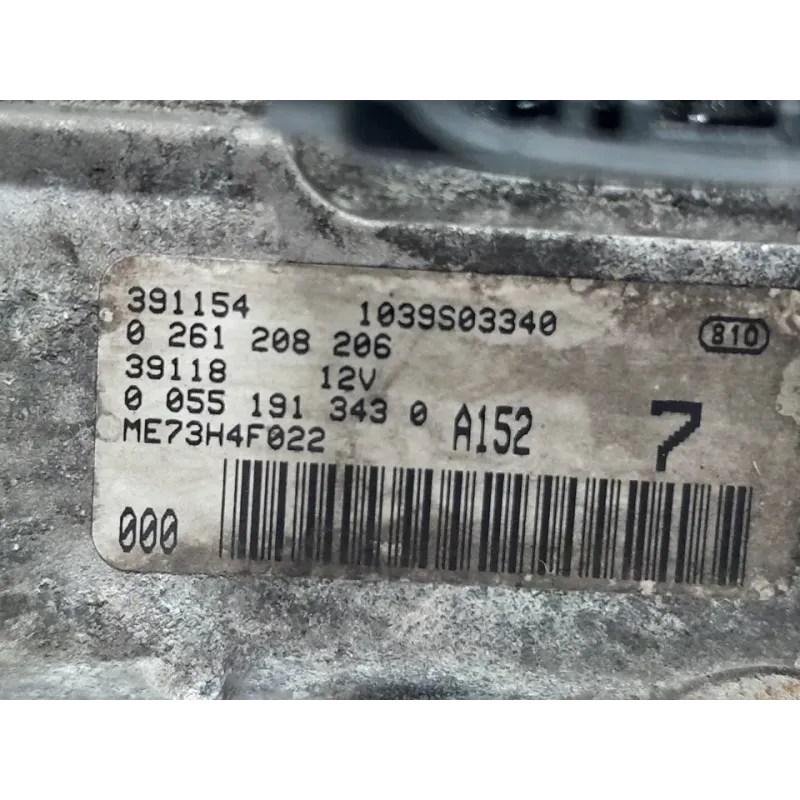 391154 1039S03340
0 261 208 206 810
39118 12V
0 055 191 343 0 A152 7
ME73H4F022
000